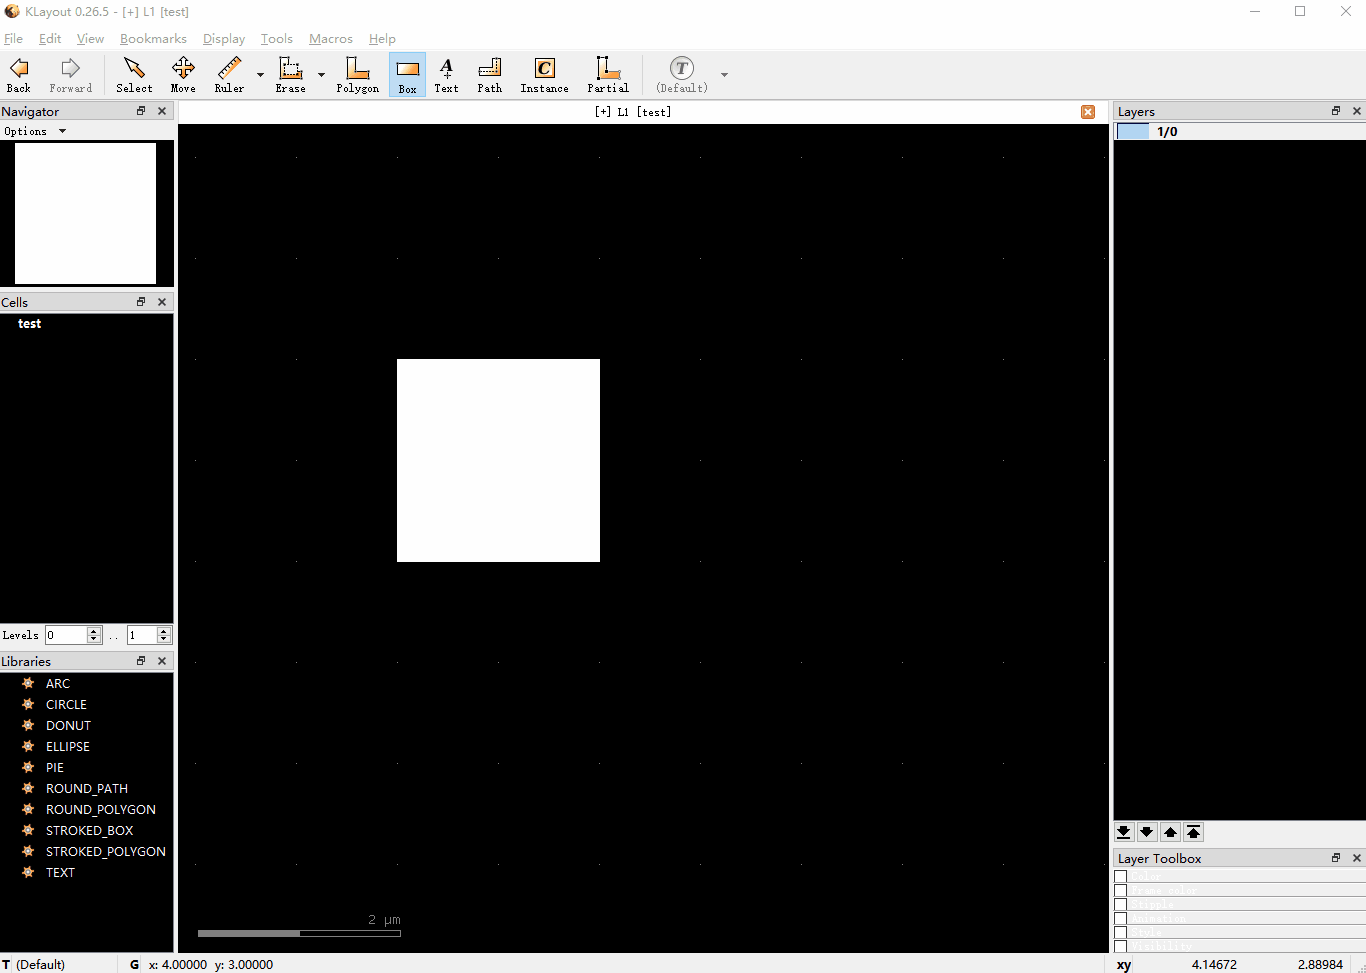 KLayout 0.26.5 - [+] L1 [test]
File Edit View Bookmarks Display Tools Macros Help
Back Forward Select Move Ruler Erase Polygon Box Text Path Instance Partial (Default)
Navigator
[+] L1 [test]
Layers
Options
1/0
Cells
test
Levels 0 .. 1
Libraries
ARC
CIRCLE
DONUT
ELLIPSE
PIE
ROUND_PATH
ROUND_POLYGON
STROKED_BOX
STROKED_POLYGON
TEXT
2 µm
Layer Toolbox
Color
Frame color
Stipple
Animation
Style
Visibility
T (Default) G x: 4.00000 y: 3.00000 xy 4.14672 2.88984